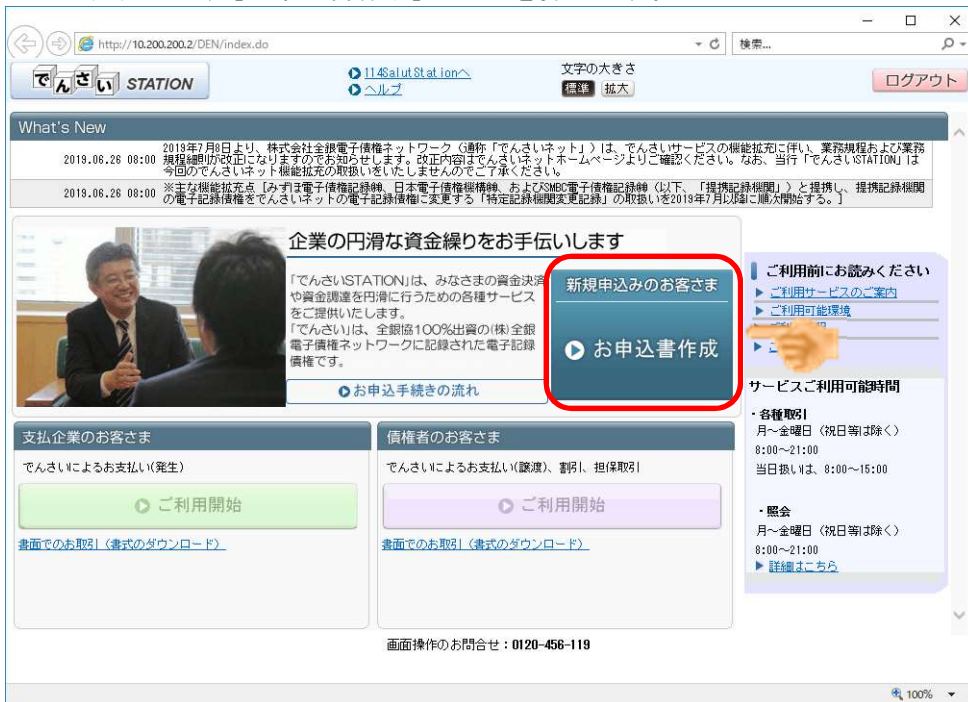 http://10.200.200.2/DEN/index.do
検索...
でんさい STATION
114SalutStationへ
ヘルプ
文字の大きさ
標準 拡大
ログアウト
What's New
2019.06.26 08:00
2019年7月8日より、株式会社全銀電子債権ネットワーク（通称「でんさいネット」）は、でんさいサービスの機能拡充に伴い、業務規程および業務
規程細則が改正になりますのでお知らせします。改正内容はでんさいネットホームページよりご確認ください。なお、当行「でんさいSTATION」は
今回のでんさいネット機能拡充の取扱いをいたしませんのでご了承ください。
2019.06.26 08:00
※主な機能拡充点【みずほ電子債権記録㈱、日本電子債権機構㈱、およびSMBC電子債権記録㈱（以下、「提携記録機関」）と提携し、提携記録機関
の電子記録債権をでんさいネットの電子記録債権に変更する「特定記録機関変更記録」の取扱いを2019年7月以降に順次開始する。】
企業の円滑な資金繰りをお手伝いします
「でんさいSTATION」は、みなさまの資金決済
や資金調達を円滑に行うための各種サービス
をご提供いたします。
「でんさい」は、全銀協100%出資の(株)全銀
電子債権ネットワークに記録された電子記録
債権です。
お申込手続きの流れ
新規申込みのお客さま
お申込書作成
ご利用前にお読みください
ご利用サービスのご案内
ご利用可能環境
サービスご利用可能時間
・各種取引
月～金曜日（祝日等は除く）
8:00～21:00
当日扱いは、8:00～15:00
・照会
月～金曜日（祝日等は除く）
8:00～21:00
詳細はこちら
支払企業のお客さま
でんさいによるお支払い(発生)
ご利用開始
書面でのお取引（書式のダウンロード）
債権者のお客さま
でんさいによるお支払い(譲渡)、割引、担保取引
ご利用開始
書面でのお取引（書式のダウンロード）
画面操作のお問合せ：0120-456-119
100%